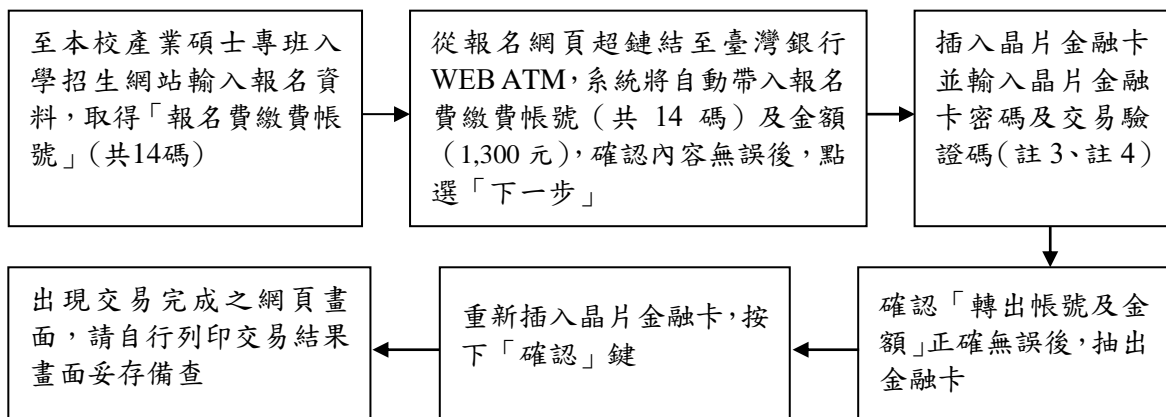 至本校產業碩士專班入
學招生網站輸入報名資
料，取得「報名費繳費帳
號」（共14碼）
從報名網頁超鏈結至臺灣銀行
WEB ATM，系統將自動帶入報名
費繳費帳號（共 14 碼）及金額
（1,300 元），確認內容無誤後，點
選「下一步」
插入晶片金融卡
並輸入晶片金融
卡密碼及交易驗
證碼（註 3、註 4）
確認「轉出帳號及金
額」正確無誤後，抽出
金融卡
重新插入晶片金融卡，按
下「確認」鍵
出現交易完成之網頁畫
面，請自行列印交易結果
畫面妥存備查